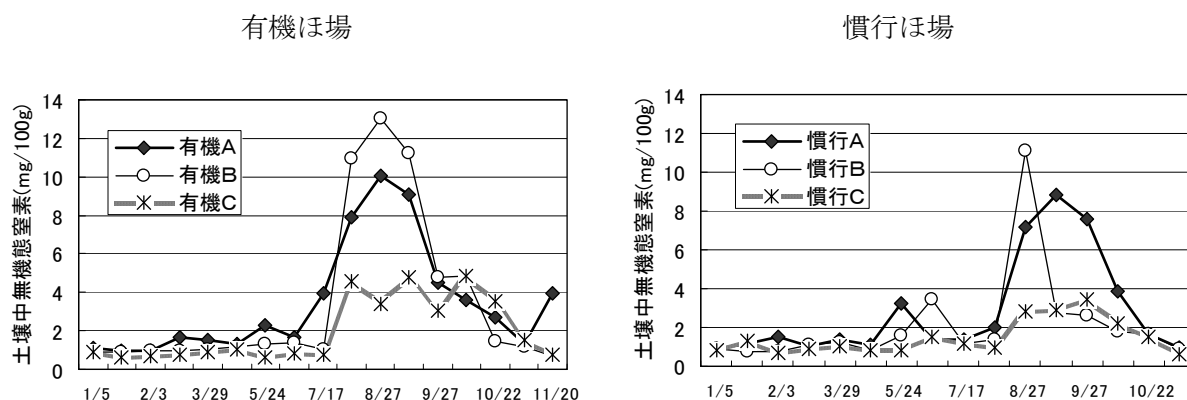 有機ほ場
土壌中無機態窒素(mg/100g)
14
12
10
8
6
4
2
0
有機A
有機B
有機C
1/5 2/3 3/29 5/24 7/17 8/27 9/27 10/22 11/20
慣行ほ場
土壌中無機態窒素(mg/100g)
14
12
10
8
6
4
2
0
慣行A
慣行B
慣行C
1/5 2/3 3/29 5/24 7/17 8/27 9/27 10/22